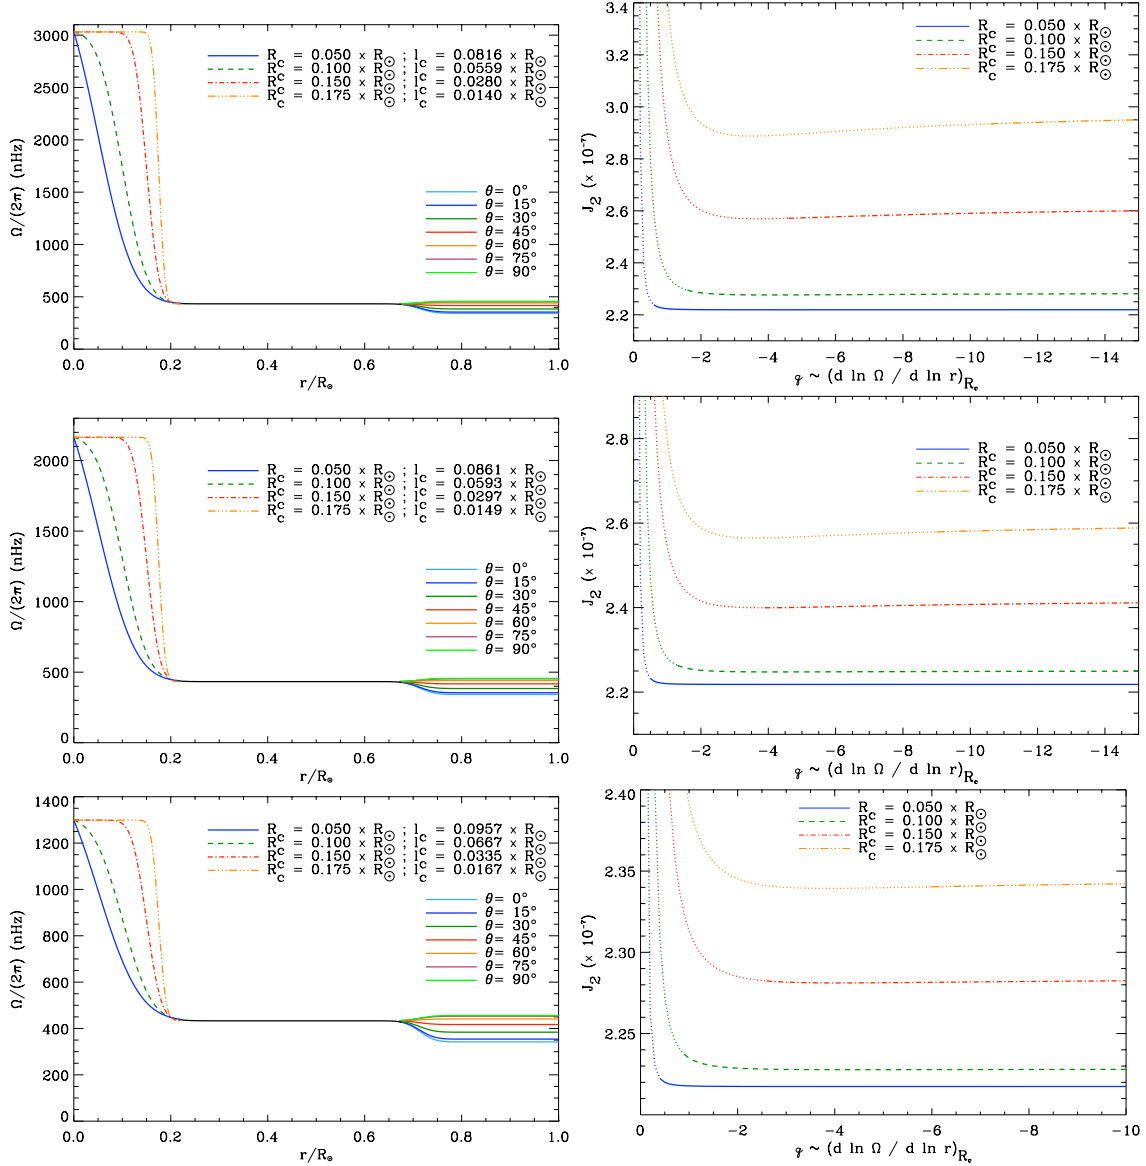 3000
2500
2000
1500
1000
500
0
Ω/(2π) (nHz)
R_c = 0.050 × R_⊙ ; l_c = 0.0816 × R_⊙
R_c = 0.100 × R_⊙ ; l_c = 0.0559 × R_⊙
R_c = 0.150 × R_⊙ ; l_c = 0.0280 × R_⊙
R_c = 0.175 × R_⊙ ; l_c = 0.0140 × R_⊙
θ= 0°
θ= 15°
θ= 30°
θ= 45°
θ= 60°
θ= 75°
θ= 90°
0.0 0.2 0.4 0.6 0.8 1.0
r/R_⊙
3.4
3.2
3.0
2.8
2.6
2.4
2.2
J_2 (× 10⁻⁷)
R_c = 0.050 × R_⊙
R_c = 0.100 × R_⊙
R_c = 0.150 × R_⊙
R_c = 0.175 × R_⊙
0 −2 −4 −6 −8 −10 −12 −14
℘ ~ (d ln Ω / d ln r)_{R_c}
2000
1500
1000
500
0
Ω/(2π) (nHz)
R_c = 0.050 × R_⊙ ; l_c = 0.0861 × R_⊙
R_c = 0.100 × R_⊙ ; l_c = 0.0593 × R_⊙
R_c = 0.150 × R_⊙ ; l_c = 0.0297 × R_⊙
R_c = 0.175 × R_⊙ ; l_c = 0.0149 × R_⊙
θ= 0°
θ= 15°
θ= 30°
θ= 45°
θ= 60°
θ= 75°
θ= 90°
0.0 0.2 0.4 0.6 0.8 1.0
r/R_⊙
2.8
2.6
2.4
2.2
J_2 (× 10⁻⁷)
R_c = 0.050 × R_⊙
R_c = 0.100 × R_⊙
R_c = 0.150 × R_⊙
R_c = 0.175 × R_⊙
0 −2 −4 −6 −8 −10 −12 −14
℘ ~ (d ln Ω / d ln r)_{R_c}
1400
1200
1000
800
600
400
200
0
Ω/(2π) (nHz)
R_c = 0.050 × R_⊙ ; l_c = 0.0957 × R_⊙
R_c = 0.100 × R_⊙ ; l_c = 0.0667 × R_⊙
R_c = 0.150 × R_⊙ ; l_c = 0.0335 × R_⊙
R_c = 0.175 × R_⊙ ; l_c = 0.0167 × R_⊙
θ= 0°
θ= 15°
θ= 30°
θ= 45°
θ= 60°
θ= 75°
θ= 90°
0.0 0.2 0.4 0.6 0.8 1.0
r/R_⊙
2.40
2.35
2.30
2.25
J_2 (× 10⁻⁷)
R_c = 0.050 × R_⊙
R_c = 0.100 × R_⊙
R_c = 0.150 × R_⊙
R_c = 0.175 × R_⊙
0 −2 −4 −6 −8 −10
℘ ~ (d ln Ω / d ln r)_{R_c}